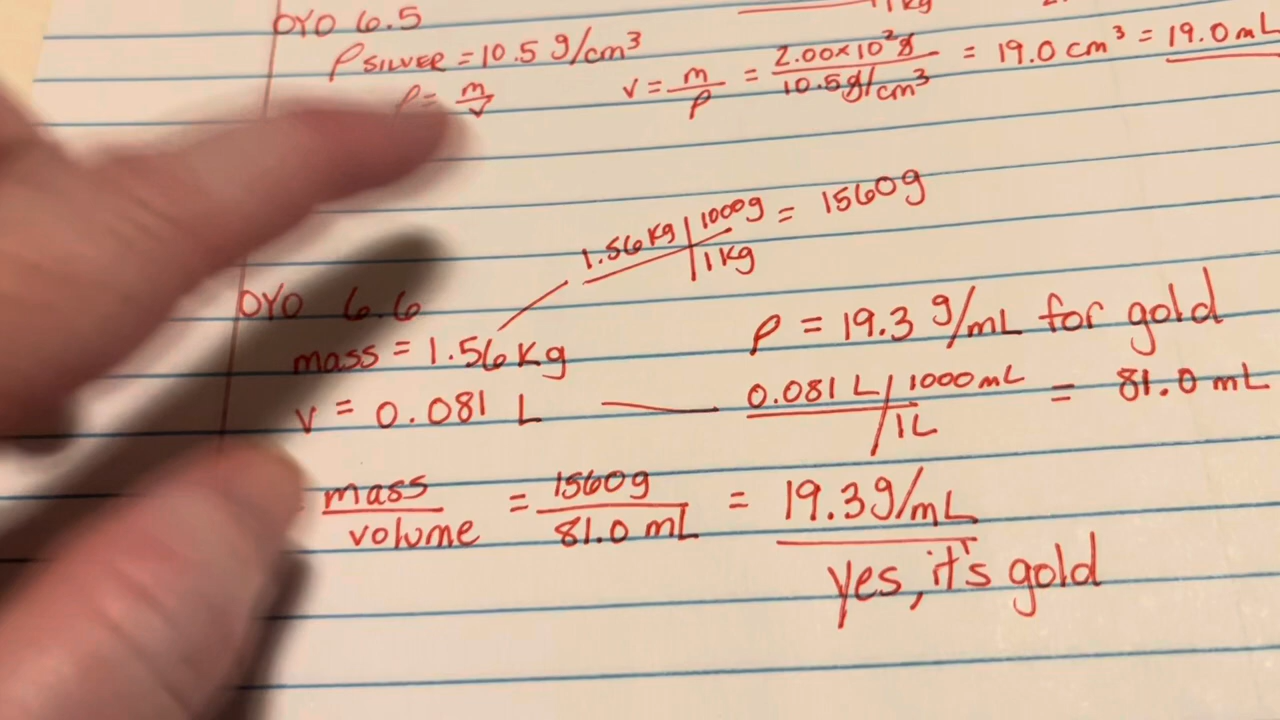 1 kg
OYO 6.5
ρ SILVER = 10.5 g/cm³
ρ = m/v
v = m/ρ = 2.00×10² g / 10.5 g/cm³ = 19.0 cm³ = 19.0 mL
1.56 kg | 1000 g / 1 kg = 1560 g
OYO 6.6
mass = 1.56 kg
ρ = 19.3 g/mL for gold
v = 0.081 L — 0.081 L | 1000 mL / 1 L = 81.0 mL
mass/volume = 1560 g / 81.0 mL = 19.3 g/mL
yes, it's gold